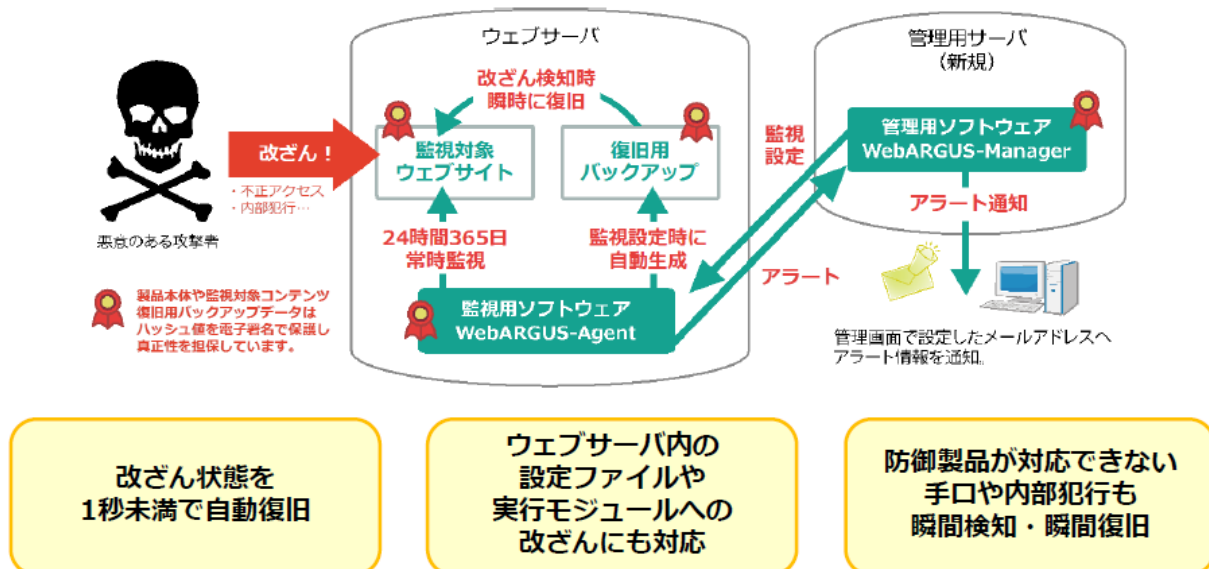 ウェブサーバ
管理用サーバ
（新規）
改ざん検知時
瞬時に復旧
改ざん！
・不正アクセス
・内部犯行…
悪意のある攻撃者
監視対象
ウェブサイト
復旧用
バックアップ
監視
設定
管理用ソフトウェア
WebARGUS-Manager
アラート通知
24時間365日
常時監視
監視設定時に
自動生成
アラート
製品本体や監視対象コンテンツ
復旧用バックアップデータは
ハッシュ値を電子署名で保護し
真正性を担保しています。
監視用ソフトウェア
WebARGUS-Agent
管理画面で設定したメールアドレスへ
アラート情報を通知。
改ざん状態を
1秒未満で自動復旧
ウェブサーバ内の
設定ファイルや
実行モジュールへの
改ざんにも対応
防御製品が対応できない
手口や内部犯行も
瞬間検知・瞬間復旧